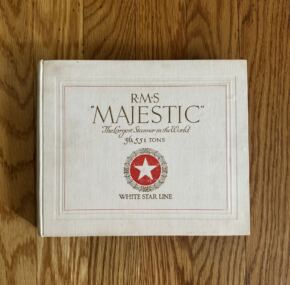 R·M·S
"MAJESTIC"
The Largest Steamer in the World
56,551 TONS
WHITE STAR LINE